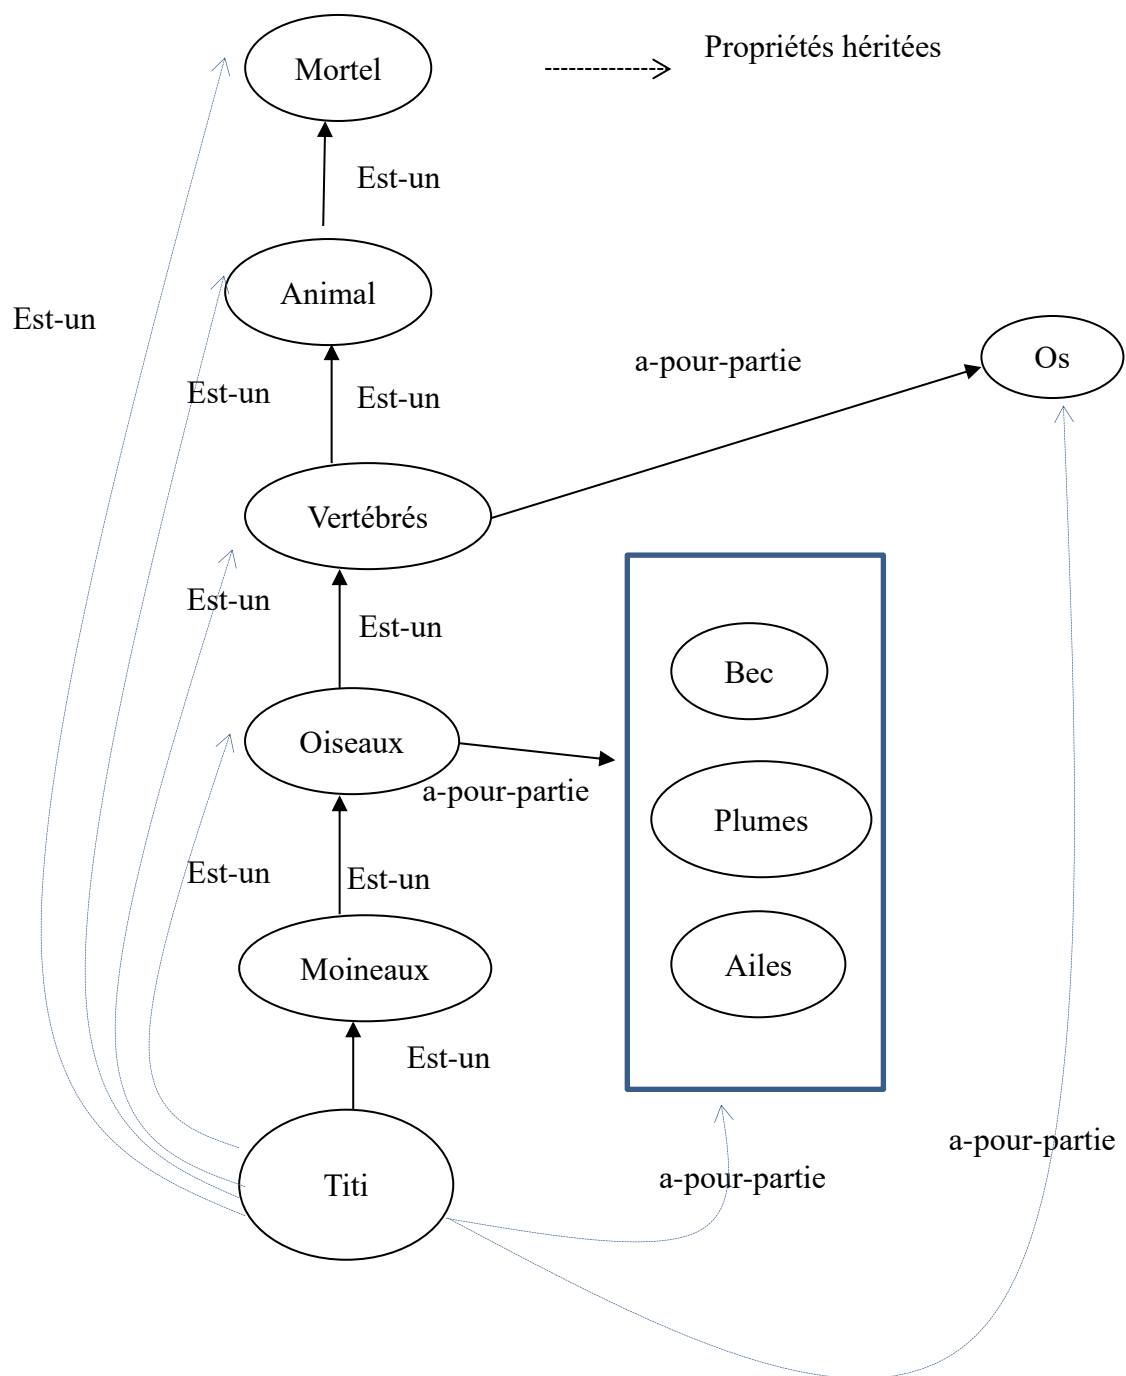 Propriétés héritées
Mortel
Est-un
Animal
Est-un
Os
a-pour-partie
Est-un
Est-un
Vertébrés
Est-un
Est-un
Bec
Oiseaux
a-pour-partie
Plumes
Est-un
Est-un
Ailes
Moineaux
Est-un
a-pour-partie
Titi
a-pour-partie